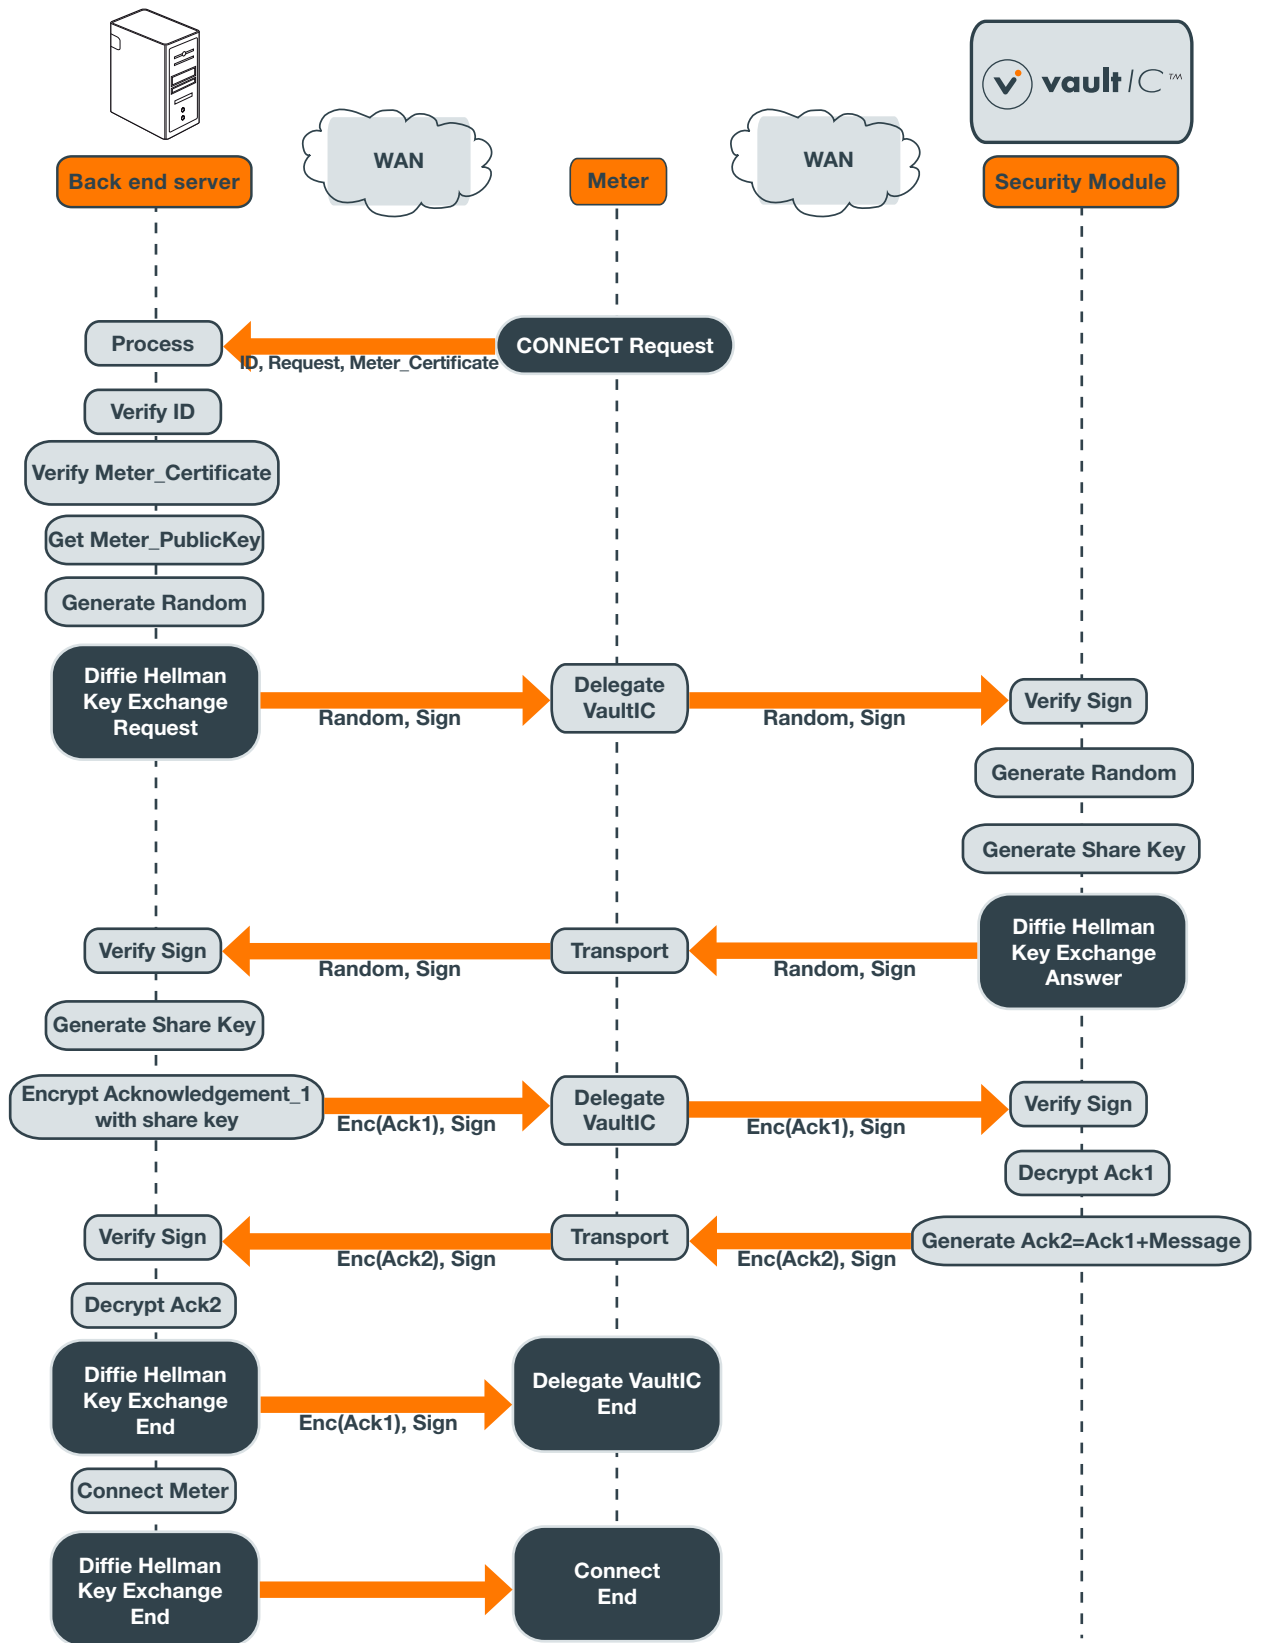 vaultIC™
WAN
WAN
Back end server
Meter
Security Module
Process
CONNECT Request
ID, Request, Meter_Certificate
Verify ID
Verify Meter_Certificate
Get Meter_PublicKey
Generate Random
Diffie Hellman
Key Exchange
Request
Random, Sign
Delegate
VaultIC
Random, Sign
Verify Sign
Generate Random
Generate Share Key
Verify Sign
Random, Sign
Transport
Random, Sign
Diffie Hellman
Key Exchange
Answer
Generate Share Key
Encrypt Acknowledgement_1
with share key
Enc(Ack1), Sign
Delegate
VaultIC
Enc(Ack1), Sign
Verify Sign
Decrypt Ack1
Verify Sign
Enc(Ack2), Sign
Transport
Enc(Ack2), Sign
Generate Ack2=Ack1+Message
Decrypt Ack2
Diffie Hellman
Key Exchange
End
Enc(Ack1), Sign
Delegate VaultIC
End
Connect Meter
Diffie Hellman
Key Exchange
End
Connect
End